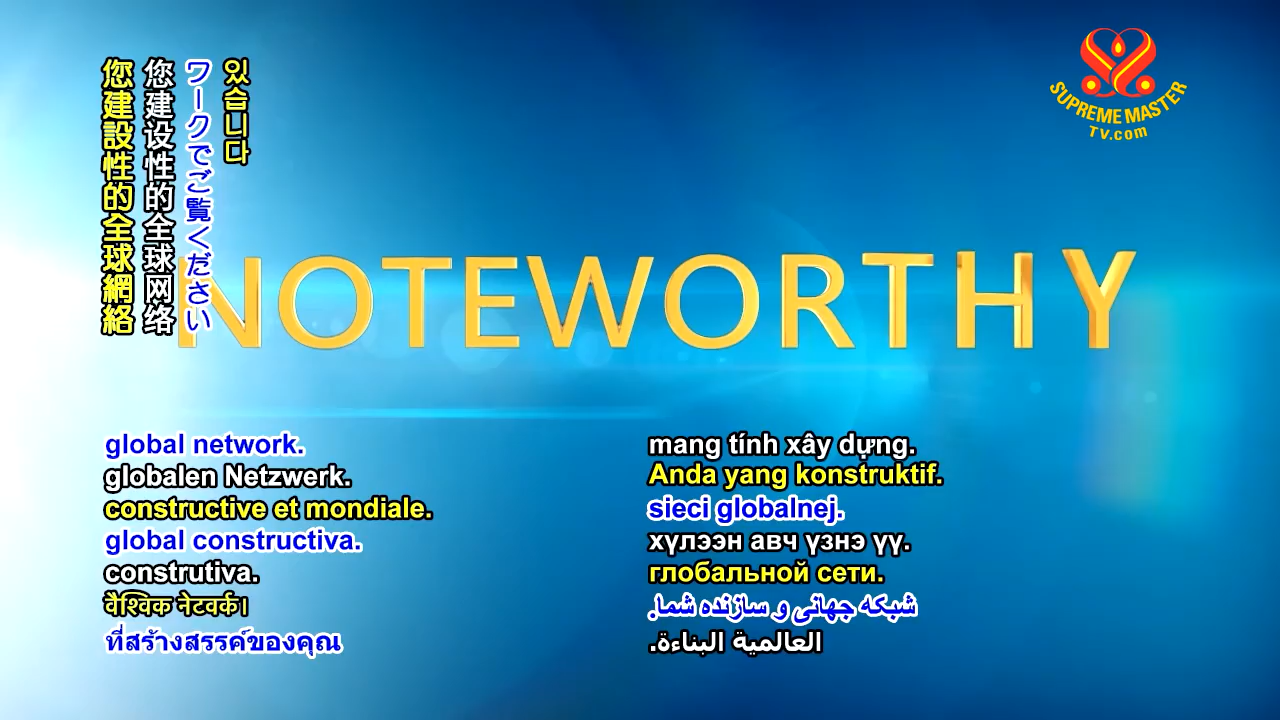 您建設性的全球網絡
您建设性的全球网络
ワークでご覧ください
있습니다
SUPREME MASTER
TV.com
NOTEWORTHY
global network.
globalen Netzwerk.
constructive et mondiale.
global constructiva.
construtiva.
वैश्विक नेटवर्क।
ที่สร้างสรรค์ของคุณ
mang tính xây dựng.
Anda yang konstruktif.
sieci globalnej.
хүлээн авч үзнэ үү.
глобальной сети.
شبکه جهانی و سازنده شما.
العالمية البناءة.